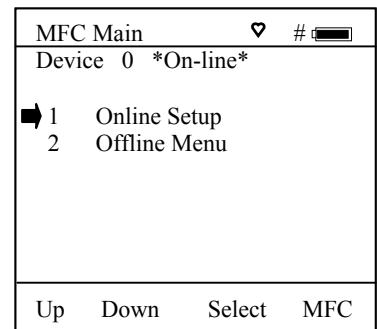 MFC Main ♥ #
Device 0 *On-line*
1 Online Setup
2 Offline Menu
Up Down Select MFC